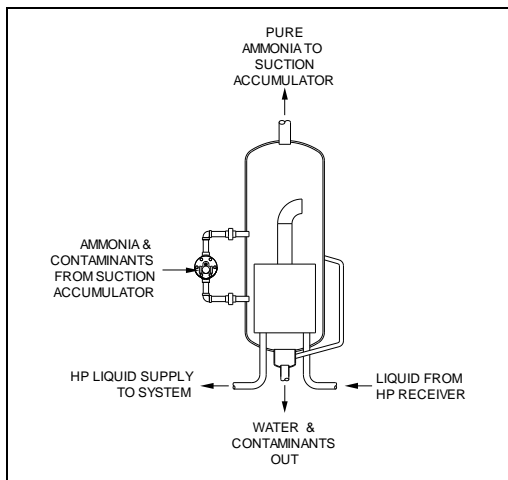 PURE
AMMONIA TO
SUCTION
ACCUMULATOR
AMMONIA &
CONTAMINANTS
FROM SUCTION
ACCUMULATOR
HP LIQUID SUPPLY
TO SYSTEM
LIQUID FROM
HP RECEIVER
WATER &
CONTAMINANTS
OUT